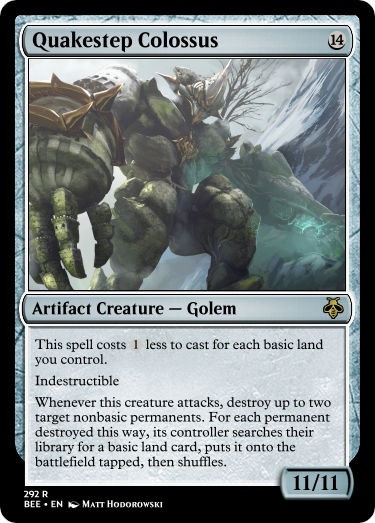 Quakestep Colossus 14
Artifact Creature — Golem
This spell costs 1 less to cast for each basic land
you control.
Indestructible
Whenever this creature attacks, destroy up to two
target nonbasic permanents. For each permanent
destroyed this way, its controller searches their
library for a basic land card, puts it onto the
battlefield tapped, then shuffles.
11/11
292 R
BEE • EN Matt Hodorowski